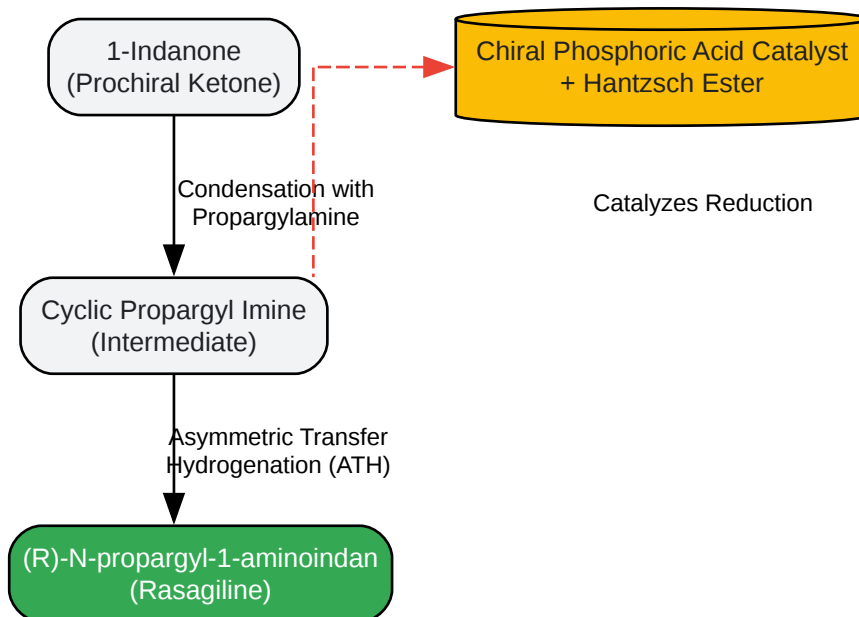 1-Indanone
(Prochiral Ketone)
Chiral Phosphoric Acid Catalyst
+ Hantzsch Ester
Condensation with
Propargylamine
Catalyzes Reduction
Cyclic Propargyl Imine
(Intermediate)
Asymmetric Transfer
Hydrogenation (ATH)
(R)-N-propargyl-1-aminoindan
(Rasagiline)